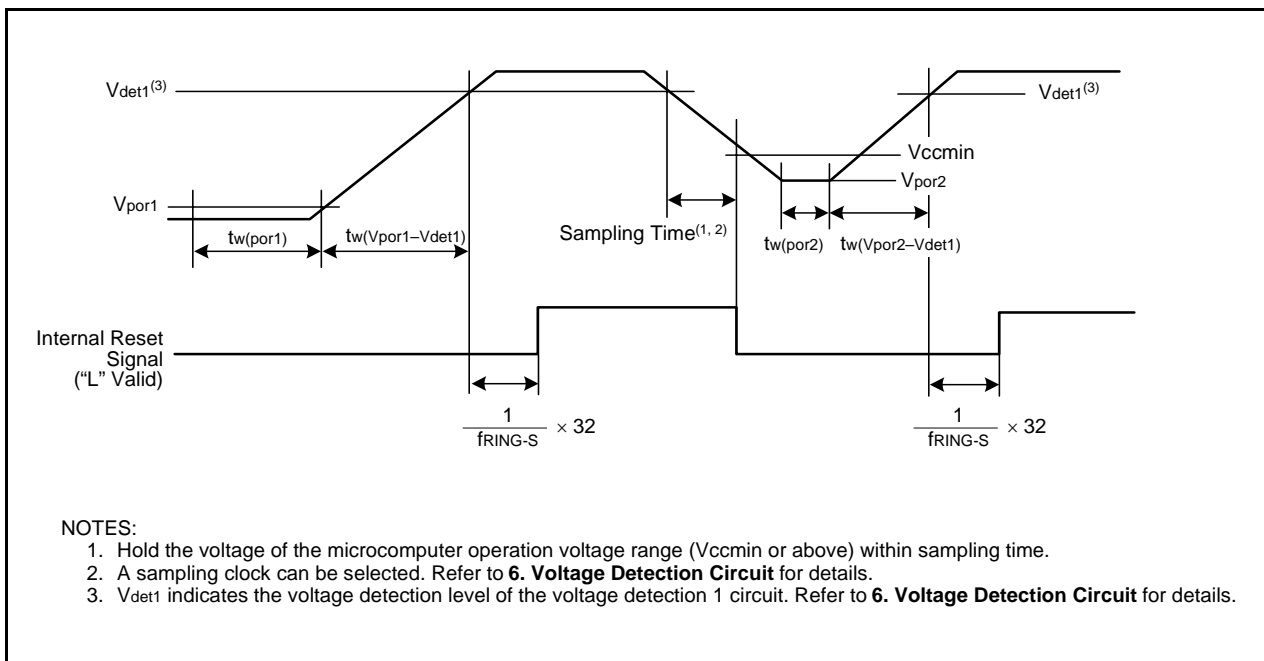 Vdet1(3)
Vdet1(3)
Vccmin
Vpor1
Vpor2
tw(por1)
tw(Vpor1–Vdet1)
Sampling Time(1, 2)
tw(por2)
tw(Vpor2–Vdet1)
Internal Reset
Signal
(“L” Valid)
1
fRING-S
× 32
1
fRING-S
× 32
NOTES:
1. Hold the voltage of the microcomputer operation voltage range (Vccmin or above) within sampling time.
2. A sampling clock can be selected. Refer to 6. Voltage Detection Circuit for details.
3. Vdet1 indicates the voltage detection level of the voltage detection 1 circuit. Refer to 6. Voltage Detection Circuit for details.